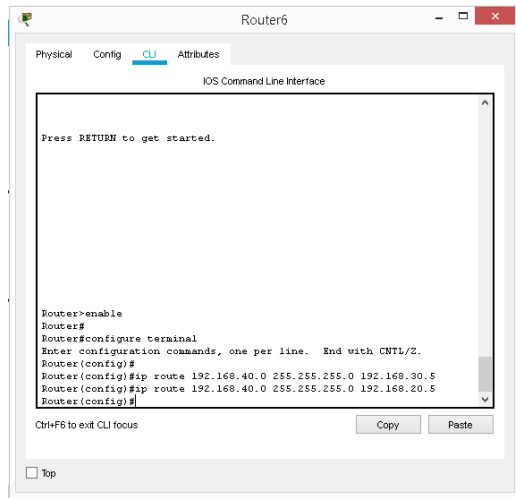 Router6
Physical Config CLI Attributes
IOS Command Line Interface
Press RETURN to get started.
Router>enable
Router#
Router#configure terminal
Enter configuration commands, one per line.  End with CNTL/Z.
Router(config)#
Router(config)#ip route 192.168.40.0 255.255.255.0 192.168.30.5
Router(config)#ip route 192.168.40.0 255.255.255.0 192.168.20.5
Router(config)#
Ctrl+F6 to exit CLI focus
Copy Paste
Top